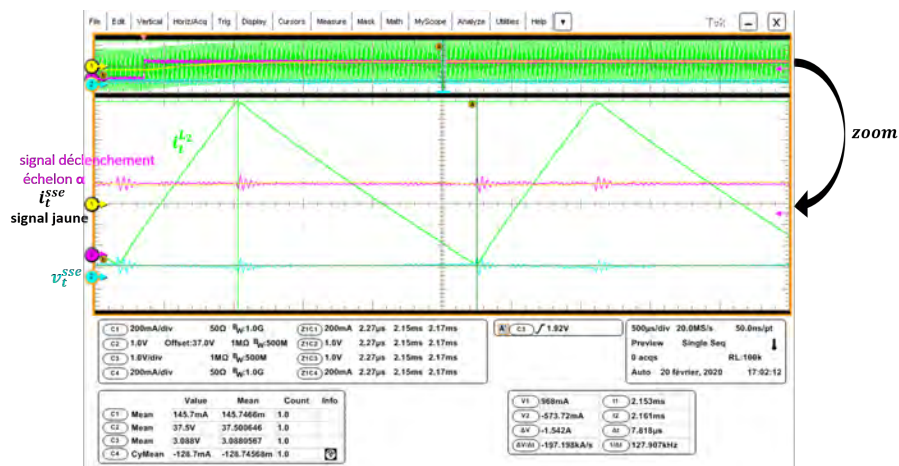 File Edit Vertical Horiz/Acq Trig Display Cursors Measure Mask Math MyScope Analyze Utilities Help Tek X
zoom
i_t^{L_2}
signal déclenchement
échelon α
i_t^{sse}
signal jaune
v_t^{sse}
C1 200mA/div 50Ω BW:1.0G
C2 1.0V Offset:37.0V 1MΩ BW:500M
C3 1.0V/div 1MΩ BW:500M
C4 200mA/div 50Ω BW:1.0G
Z1C1 200mA 2.27µs 2.15ms 2.17ms
Z1C2 1.0V 2.27µs 2.15ms 2.17ms
Z1C3 1.0V 2.27µs 2.15ms 2.17ms
Z1C4 200mA 2.27µs 2.15ms 2.17ms
A' C3 1.92V
500µs/div 20.0MS/s 50.0ns/pt
Preview Single Seq
0 acqs RL:100k
Auto 20 février, 2020 17:02:12
Value Mean Count Info
C1 Mean 145.7mA 145.7466m 1.0
C2 Mean 37.5V 37.500646 1.0
C3 Mean 3.088V 3.0880567 1.0
C4 CyMean -128.7mA -128.74568m 1.0
V1 968mA
V2 -573.72mA
ΔV -1.542A
ΔV/Δt -197.198kA/s
t1 2.153ms
t2 2.161ms
Δt 7.818µs
1/Δt 127.907kHz